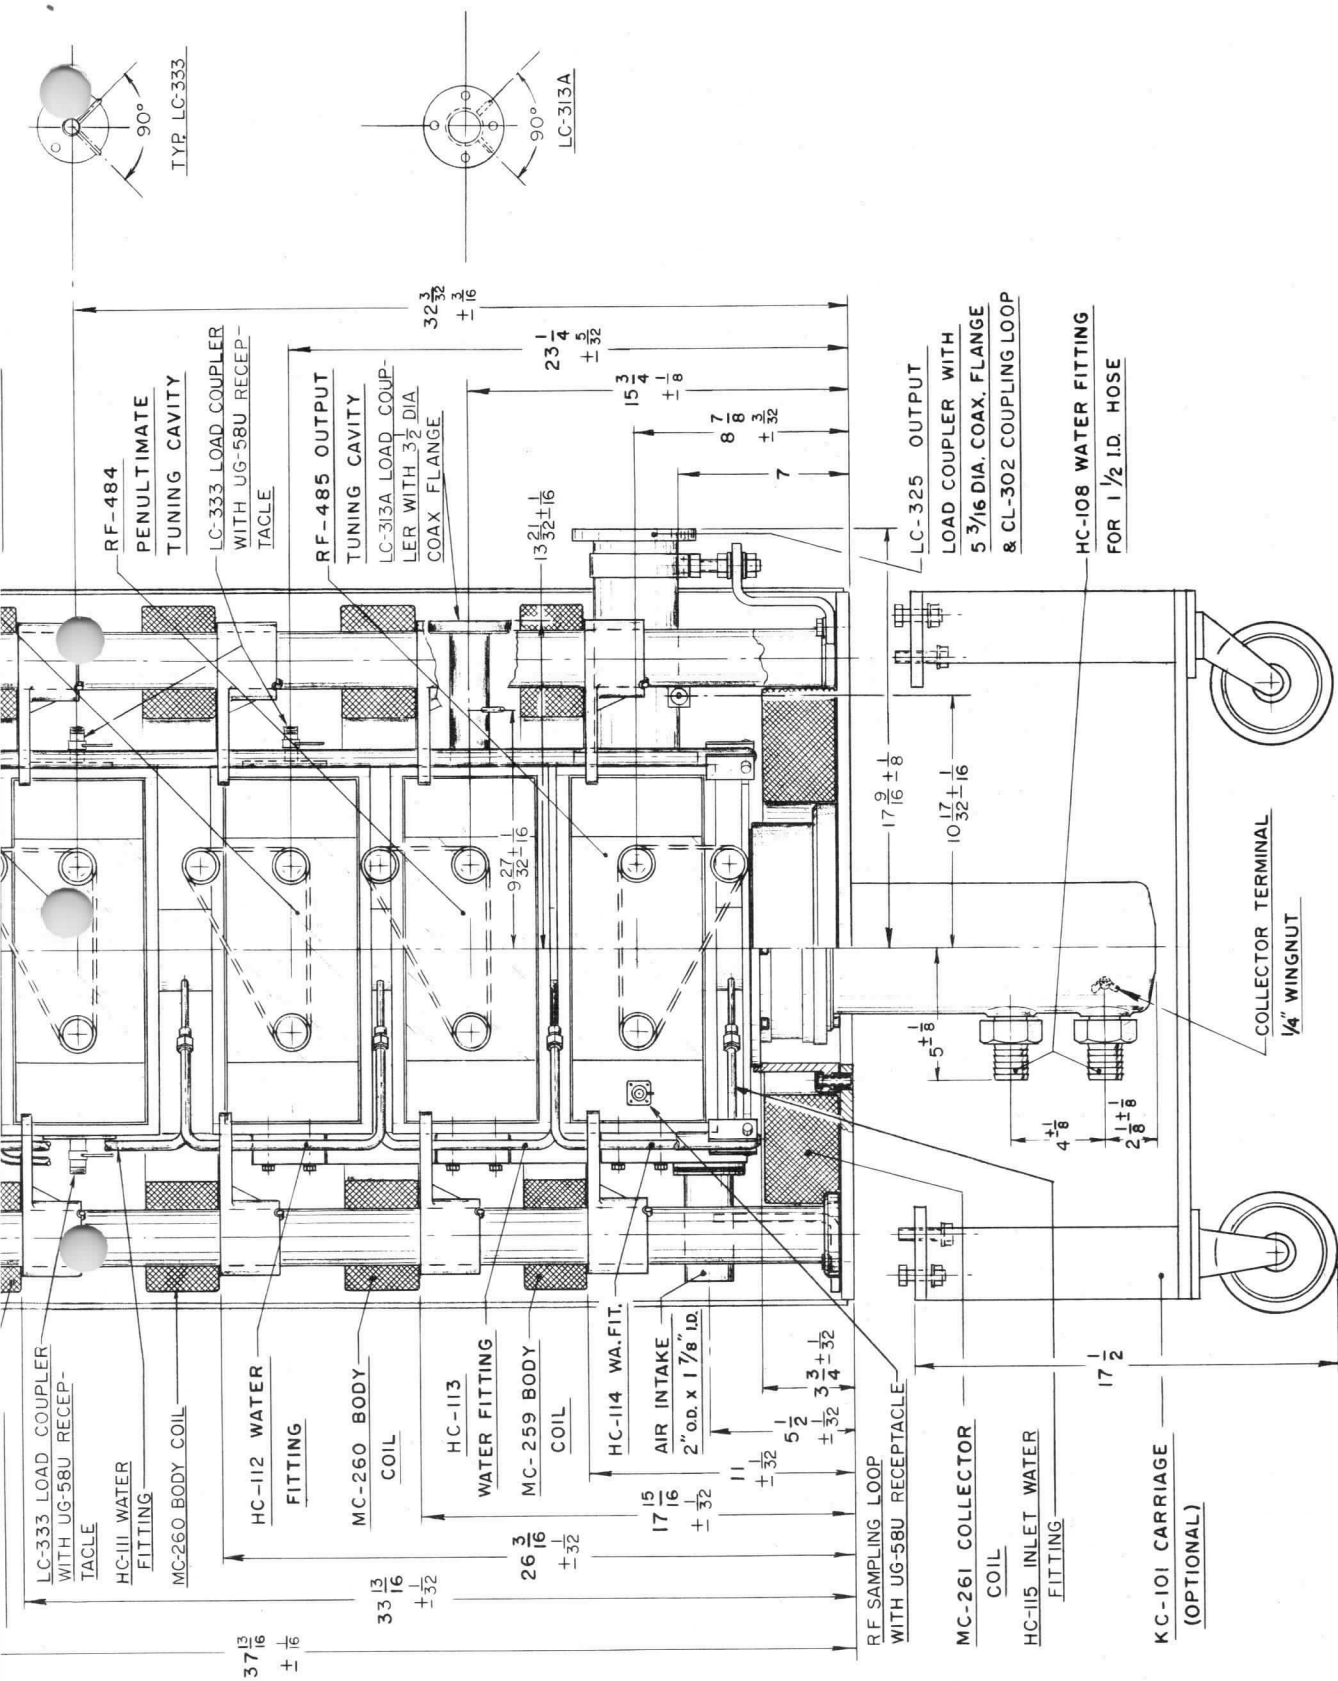 90°
TYP. LC-333
90°
LC-313A
32 3/32
± 3/16
23 1/4
± 5/32
15 3/4
± 1/8
8 7/8
± 3/32
7
RF-484
PENULTIMATE
TUNING CAVITY
LC-333 LOAD COUPLER
WITH UG-58U RECEP-
TACLE
RF-485 OUTPUT
TUNING CAVITY
LC-313A LOAD COUP-
LER WITH 3 1/2 DIA
COAX FLANGE
13 21/32 ± 1/16
LC-325 OUTPUT
LOAD COUPLER WITH
5 3/16 DIA. COAX. FLANGE
& CL-302 COUPLING LOOP
HC-108 WATER FITTING
FOR 1 1/2 I.D. HOSE
9 27/32 ± 1/16
17 9/16 ± 1/8
10 17/32 ± 1/16
5 ± 1/8
4 ± 1/8
2 1/8 ± 1/8
COLLECTOR TERMINAL
1/4" WINGNUT
LC-333 LOAD COUPLER
WITH UG-58U RECEP-
TACLE
HC-111 WATER
FITTING
MC-260 BODY COIL
HC-112 WATER
FITTING
MC-260 BODY
COIL
HC-113
WATER FITTING
MC-259 BODY
COIL
HC-114 WA. FIT.
AIR INTAKE
2" O.D. X 1 7/8" I.D.
3 3/4 ± 1/32
5 1/2
± 1/32
11
± 1/32
17 15/16
± 1/32
26 3/16
± 1/32
33 13/16
± 1/32
37 13/16
± 1/16
RF SAMPLING LOOP
WITH UG-58U RECEPTACLE
MC-261 COLLECTOR
COIL
HC-115 INLET WATER
FITTING
KC-101 CARRIAGE
(OPTIONAL)
17 1/2